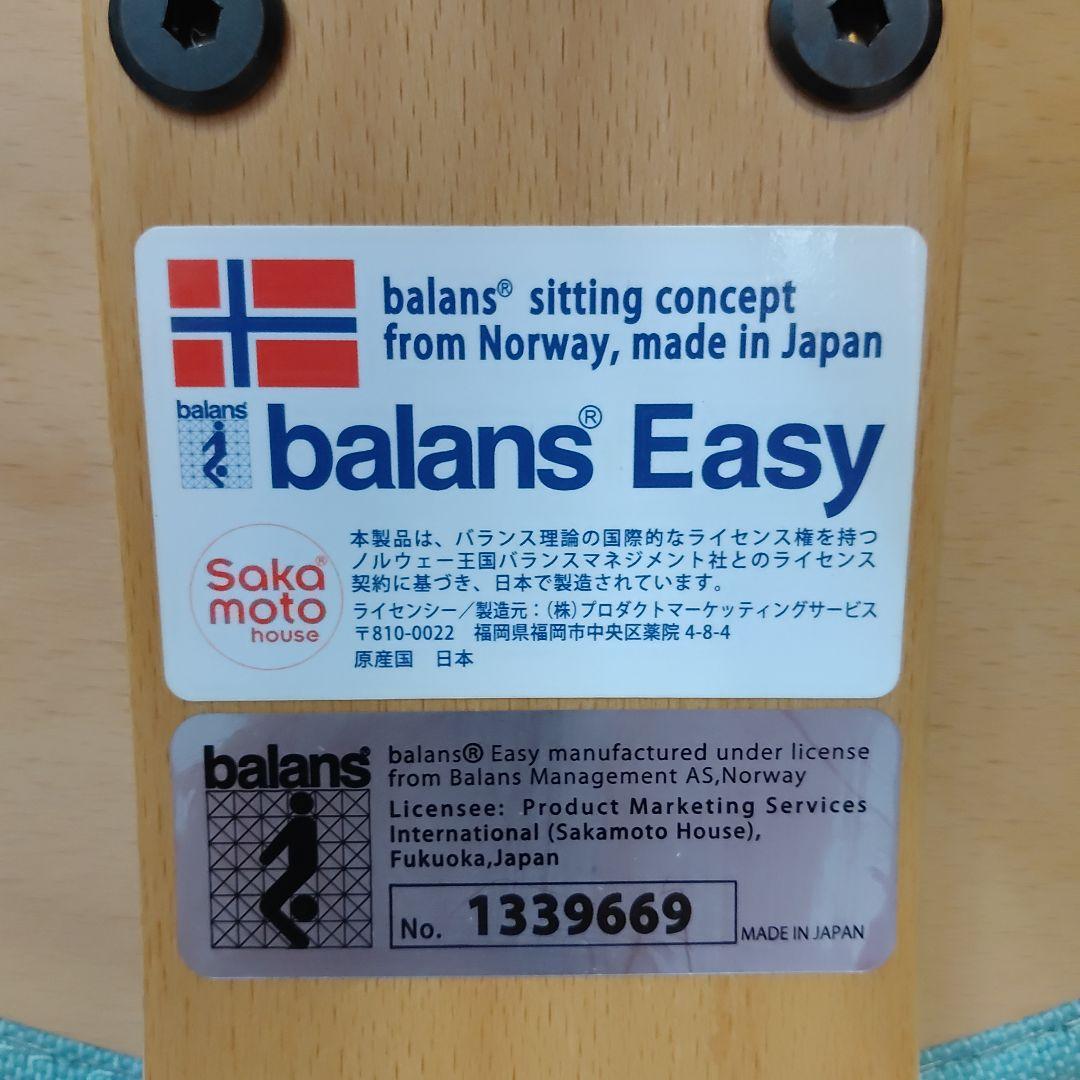 balans® sitting concept
from Norway, made in Japan
balans
balans® Easy
Saka®
moto
house
本製品は、バランス理論の国際的なライセンス権を持つ
ノルウェー王国バランスマネジメント社とのライセンス
契約に基づき、日本で製造されています。
ライセンシー/製造元：(株)プロダクトマーケッティングサービス
〒810-0022 福岡県福岡市中央区薬院 4-8-4
原産国 日本
balans®
balans® Easy manufactured under license
from Balans Management AS,Norway
Licensee: Product Marketing Services
International (Sakamoto House),
Fukuoka,Japan
No. 1339669
MADE IN JAPAN